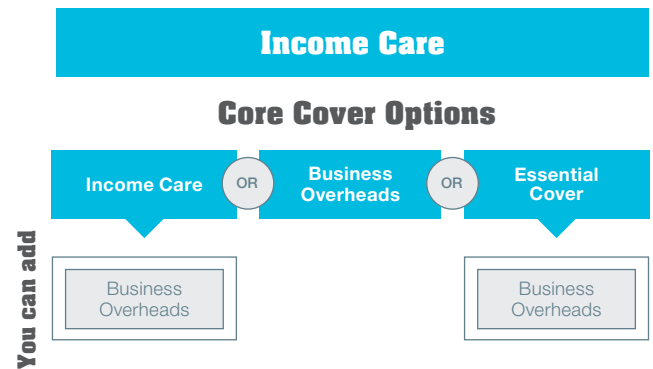 Income Care
Core Cover Options
Income Care
OR
Business
Overheads
OR
Essential
Cover
You can add
Business
Overheads
Business
Overheads